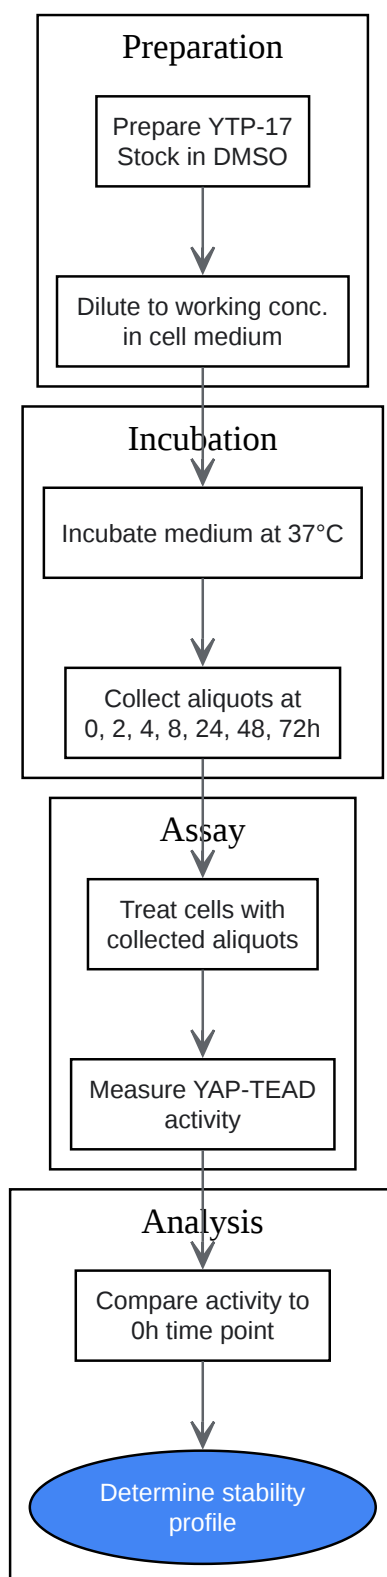 Preparation
Prepare YTP-17
Stock in DMSO
Dilute to working conc.
in cell medium
Incubation
Incubate medium at 37°C
Collect aliquots at
0, 2, 4, 8, 24, 48, 72h
Assay
Treat cells with
collected aliquots
Measure YAP-TEAD
activity
Analysis
Compare activity to
0h time point
Determine stability
profile